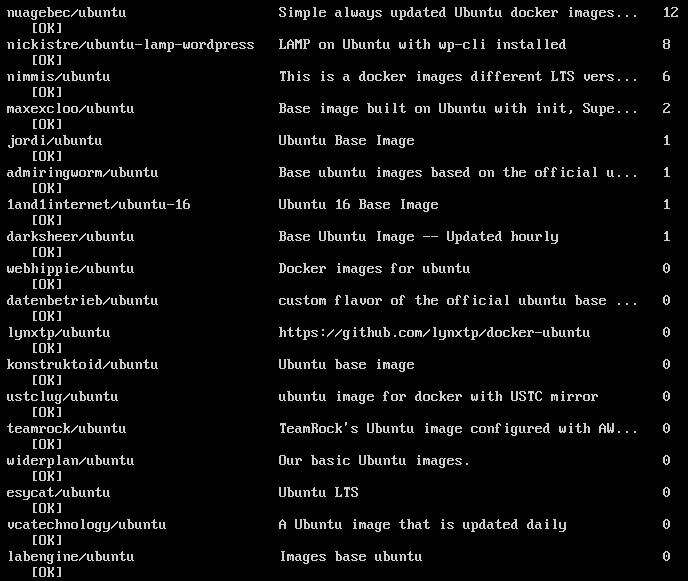 nuagebec/ubuntu Simple always updated Ubuntu docker images... 12
[OK]
nickistre/ubuntu-lamp-wordpress LAMP on Ubuntu with wp-cli installed 8
[OK]
nimmis/ubuntu This is a docker images different LTS vers... 6
[OK]
maxexcloo/ubuntu Base image built on Ubuntu with init, Supe... 2
[OK]
jordi/ubuntu Ubuntu Base Image 1
[OK]
admiringworm/ubuntu Base ubuntu images based on the official u... 1
[OK]
1and1internet/ubuntu-16 Ubuntu 16 Base Image 1
[OK]
darksheer/ubuntu Base Ubuntu Image -- Updated hourly 1
[OK]
webhippie/ubuntu Docker images for ubuntu 0
[OK]
datenbetrieb/ubuntu custom flavor of the official ubuntu base ... 0
[OK]
lynxtp/ubuntu https://github.com/lynxtp/docker-ubuntu 0
[OK]
konstruktoid/ubuntu Ubuntu base image 0
[OK]
ustclug/ubuntu ubuntu image for docker with USTC mirror 0
[OK]
teamrock/ubuntu TeamRock's Ubuntu image configured with AW... 0
[OK]
widerplan/ubuntu Our basic Ubuntu images. 0
[OK]
esycat/ubuntu Ubuntu LTS 0
[OK]
vcatechnology/ubuntu A Ubuntu image that is updated daily 0
[OK]
labengine/ubuntu Images base ubuntu 0
[OK]